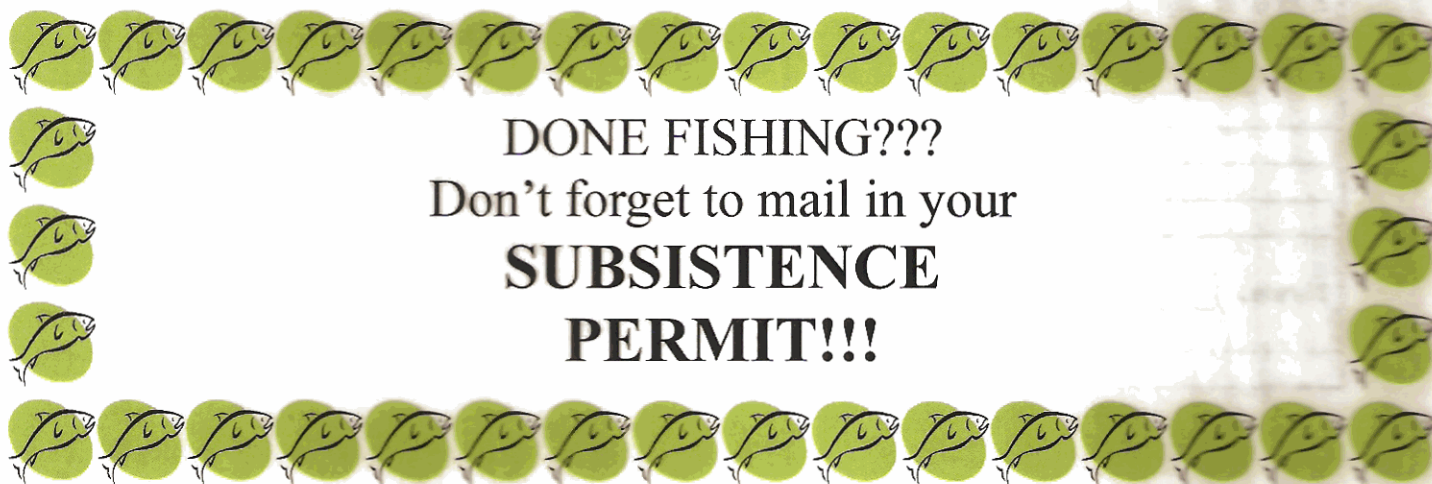 DONE FISHING???
Don't forget to mail in your
SUBSISTENCE
PERMIT!!!